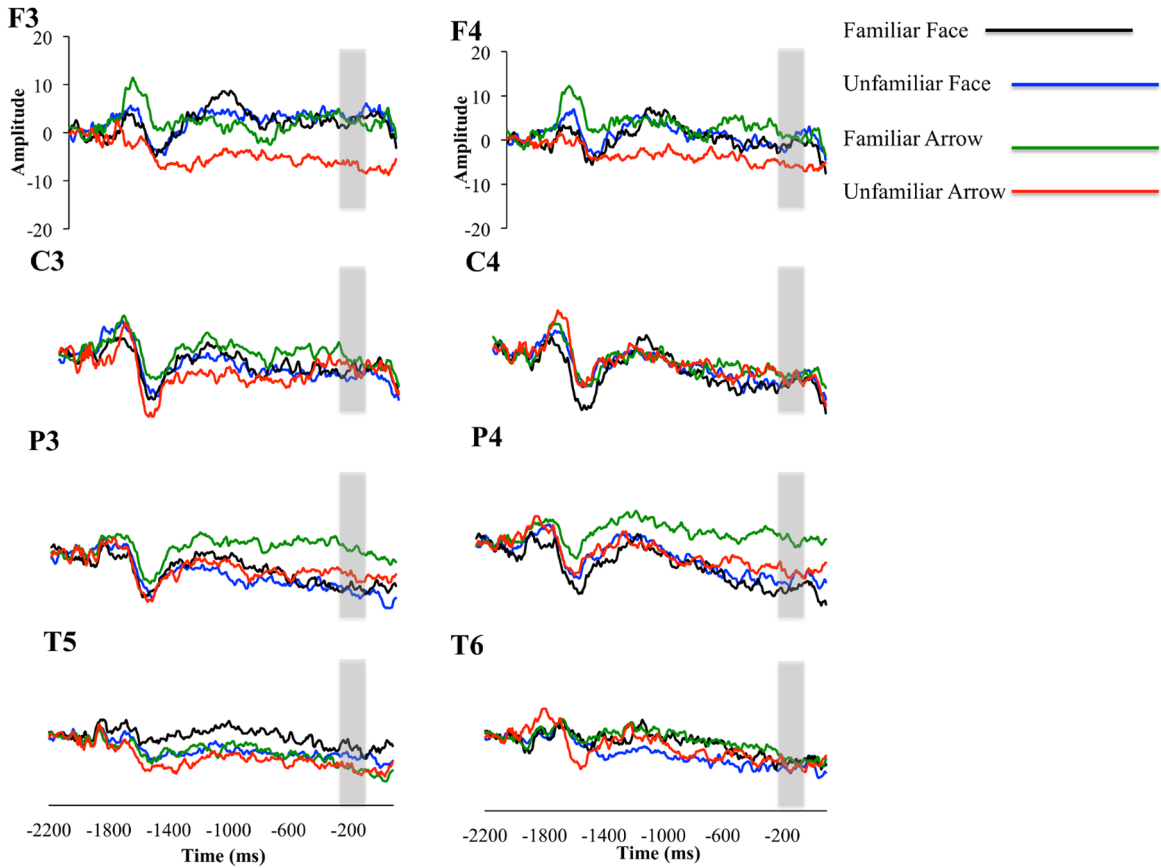 F3
F4
20
10
0
-10
-20
Amplitude
20
10
0
-10
-20
Amplitude
Familiar Face
Unfamiliar Face
Familiar Arrow
Unfamiliar Arrow
C3
C4
P3
P4
T5
T6
-2200 -1800 -1400 -1000 -600 -200
Time (ms)
-2200 -1800 -1400 -1000 -600 -200
Time (ms)